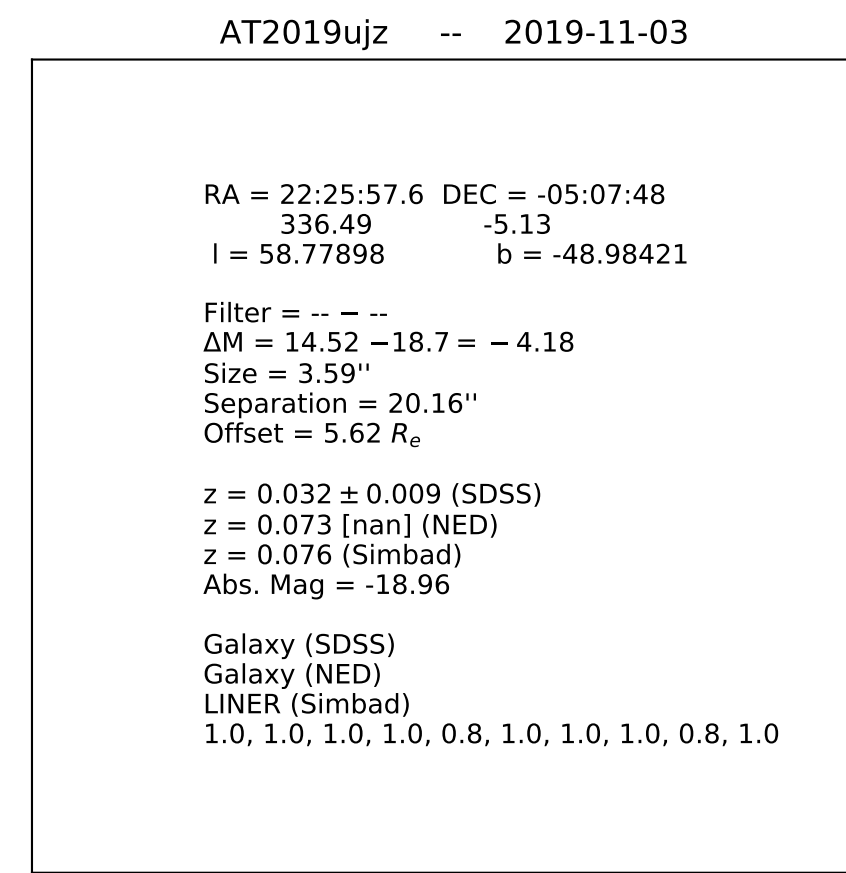 AT2019ujz -- 2019-11-03
RA = 22:25:57.6 DEC = -05:07:48
336.49 -5.13
l = 58.77898 b = -48.98421
Filter = -- − --
ΔM = 14.52 −18.7 = − 4.18
Size = 3.59''
Separation = 20.16''
Offset = 5.62 Rₑ
z = 0.032 ± 0.009 (SDSS)
z = 0.073 [nan] (NED)
z = 0.076 (Simbad)
Abs. Mag = -18.96
Galaxy (SDSS)
Galaxy (NED)
LINER (Simbad)
1.0, 1.0, 1.0, 1.0, 0.8, 1.0, 1.0, 1.0, 0.8, 1.0